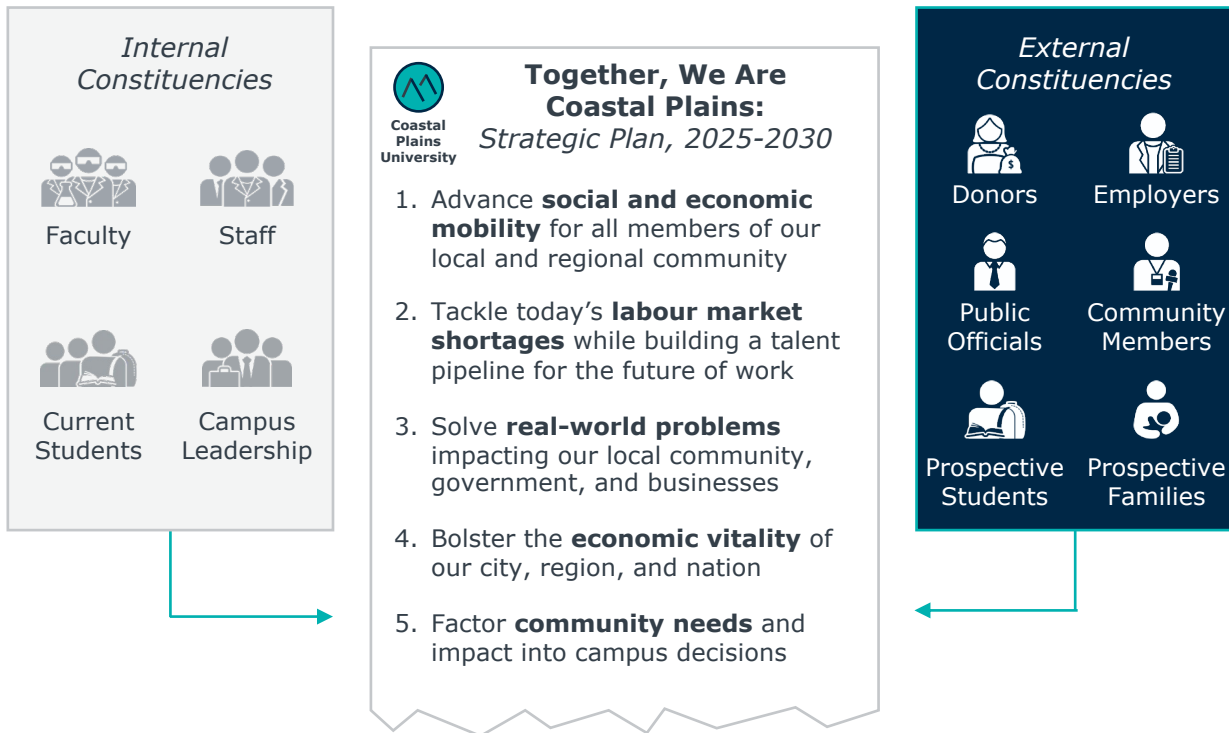 Internal
Constituencies
Faculty
Staff
Current
Students
Campus
Leadership
Coastal
Plains
University
Together, We Are
Coastal Plains:
Strategic Plan, 2025-2030
1. Advance social and economic
mobility for all members of our
local and regional community
2. Tackle today’s labour market
shortages while building a talent
pipeline for the future of work
3. Solve real-world problems
impacting our local community,
government, and businesses
4. Bolster the economic vitality of
our city, region, and nation
5. Factor community needs and
impact into campus decisions
External
Constituencies
$
Donors
Employers
Public
Officials
Community
Members
Prospective
Students
Prospective
Families